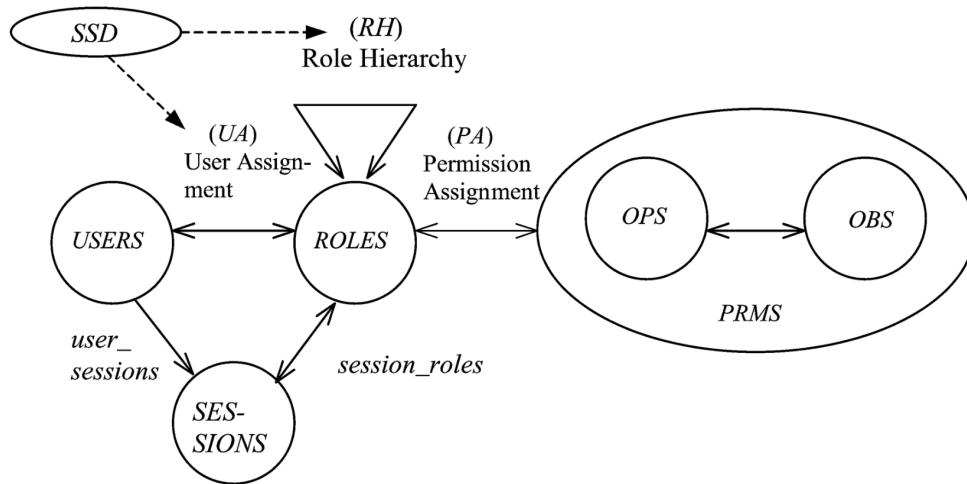 SSD
(RH)
Role Hierarchy
(UA)
User Assign-
ment
(PA)
Permission
Assignment
USERS
ROLES
OPS
OBS
PRMS
user_
sessions
session_roles
SES-
SIONS